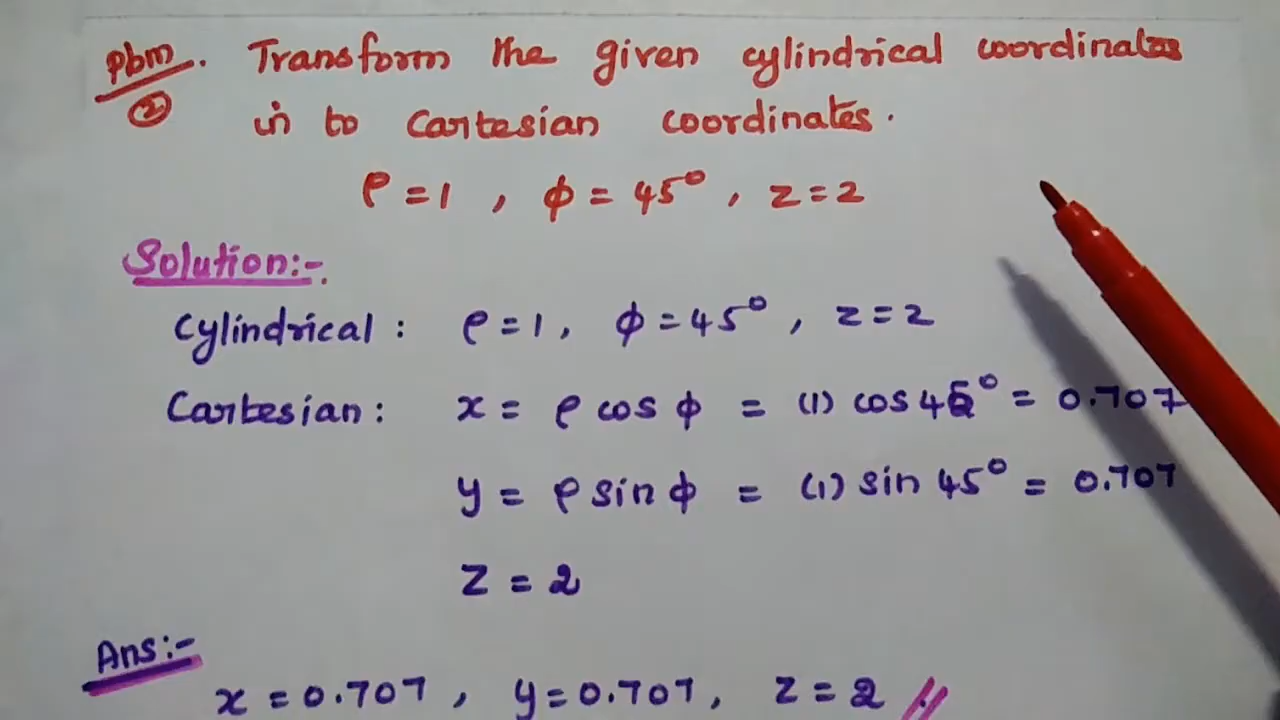 Pbm. Transform the given cylindrical coordinates
② in to Cartesian coordinates.
ρ = 1 , ϕ = 45° , z = 2
Solution:-
Cylindrical : ρ = 1 , ϕ = 45° , z = 2
Cartesian : x = ρ cos ϕ = (1) cos 45° = 0.707
y = ρ sin ϕ = (1) sin 45° = 0.707
z = 2
Ans:-
x = 0.707 , y = 0.707 , z = 2 //